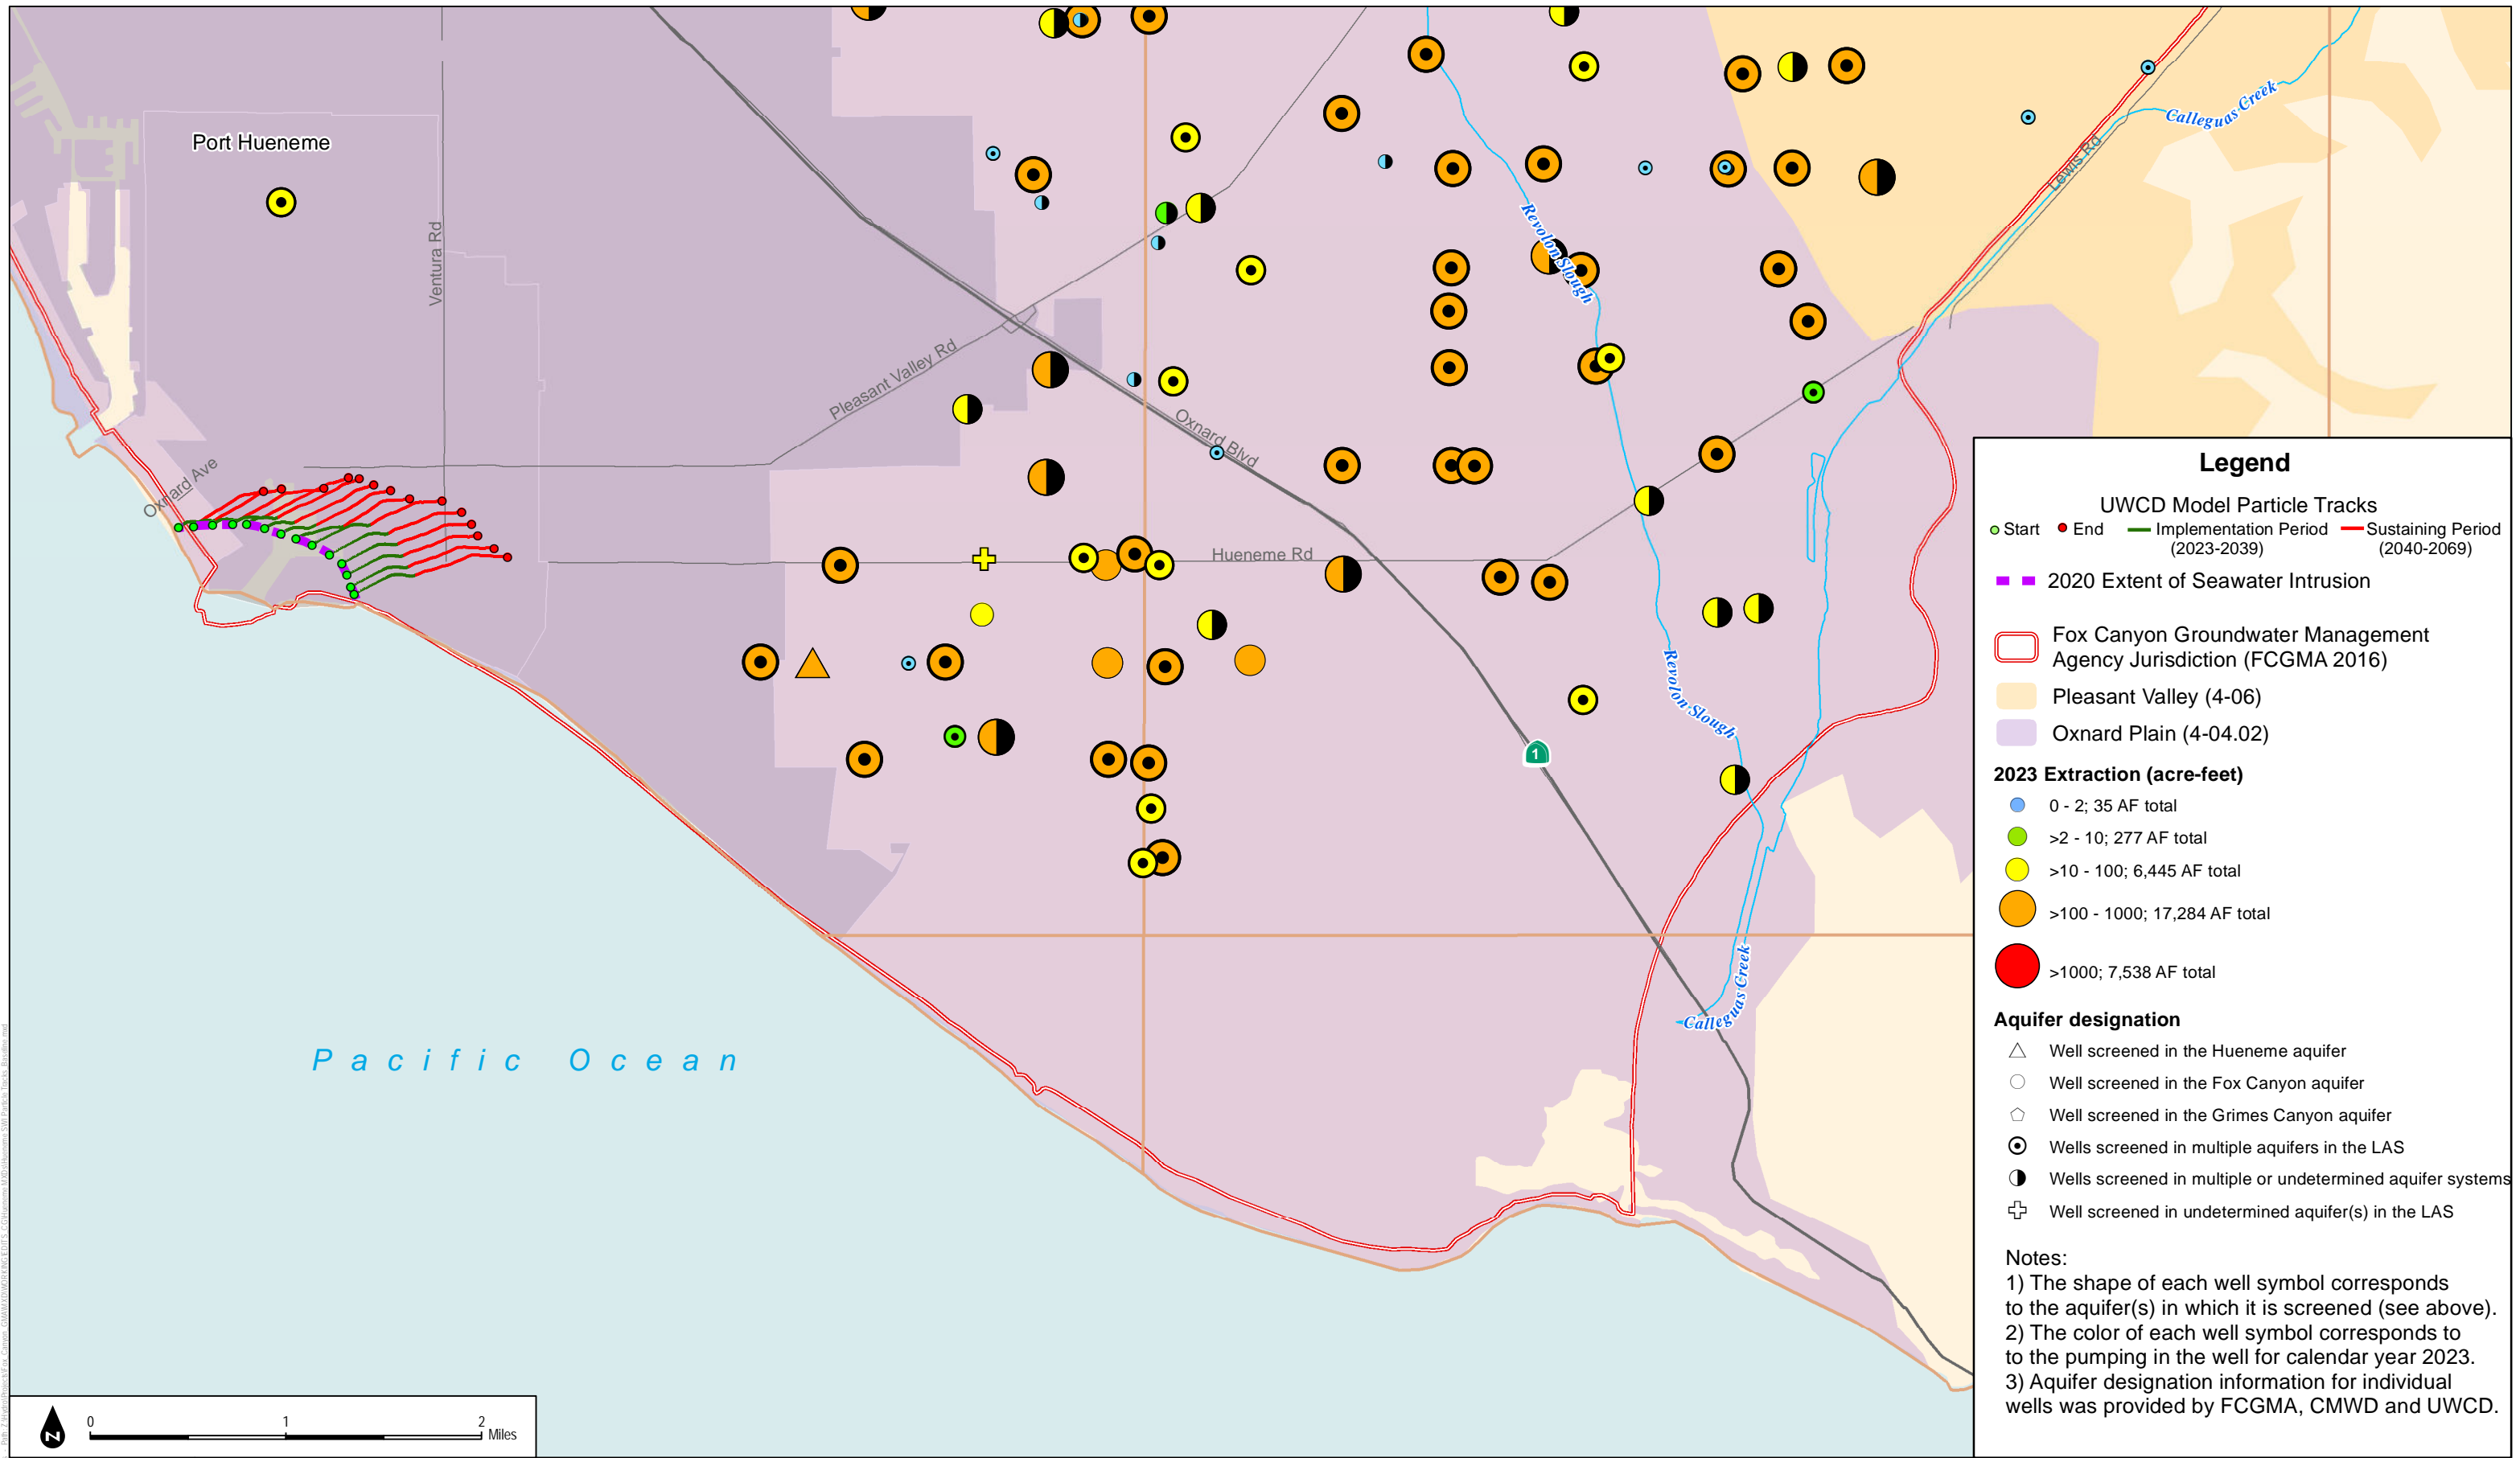 Port Hueneme
Ventura Rd
Pleasant Valley Rd
Oxnard Ave
Oxnard Blvd
Hueneme Rd
Lewis Rd
Calleguas Creek
Revolon Slough
Revolon Slough
Calleguas Creek
1
Pacific Ocean
N
0 1 2
Miles
Legend
UWCD Model Particle Tracks
Start End Implementation Period Sustaining Period
(2023-2039) (2040-2069)
2020 Extent of Seawater Intrusion
Fox Canyon Groundwater Management
Agency Jurisdiction (FCGMA 2016)
Pleasant Valley (4-06)
Oxnard Plain (4-04.02)
2023 Extraction (acre-feet)
0 - 2; 35 AF total
>2 - 10; 277 AF total
>10 - 100; 6,445 AF total
>100 - 1000; 17,284 AF total
>1000; 7,538 AF total
Aquifer designation
Well screened in the Hueneme aquifer
Well screened in the Fox Canyon aquifer
Well screened in the Grimes Canyon aquifer
Wells screened in multiple aquifers in the LAS
Wells screened in multiple or undetermined aquifer systems
Well screened in undetermined aquifer(s) in the LAS
Notes:
1) The shape of each well symbol corresponds
to the aquifer(s) in which it is screened (see above).
2) The color of each well symbol corresponds to
to the pumping in the well for calendar year 2023.
3) Aquifer designation information for individual
wells was provided by FCGMA, CMWD and UWCD.